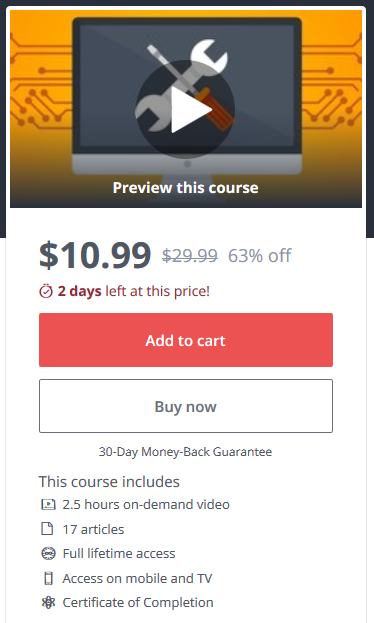 Preview this course
$10.99 $29.99 63% off
2 days left at this price!
Add to cart
Buy now
30-Day Money-Back Guarantee
This course includes
2.5 hours on-demand video
17 articles
Full lifetime access
Access on mobile and TV
Certificate of Completion